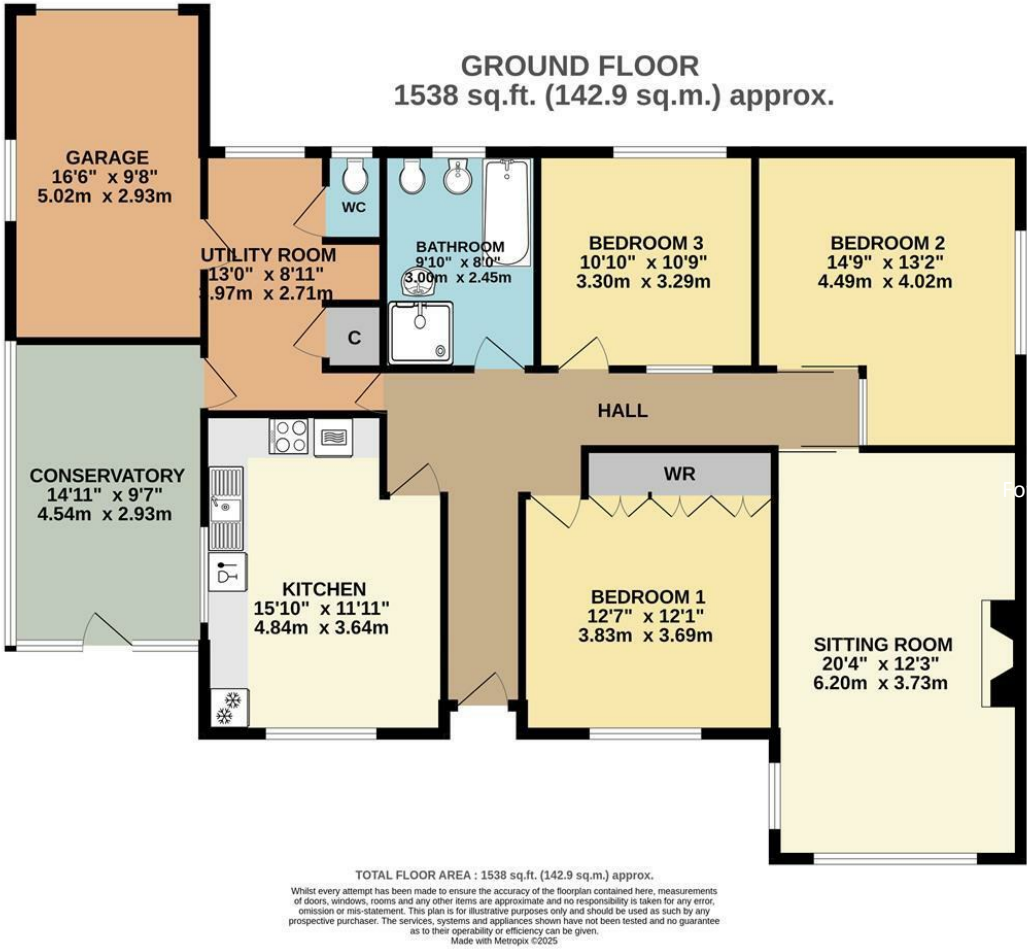 GROUND FLOOR
1538 sq.ft. (142.9 sq.m.) approx.
GARAGE
16'6" x 9'8"
5.02m x 2.93m
UTILITY ROOM
13'0" x 8'11"
3.97m x 2.71m
WC
C
BATHROOM
9'10" x 8'0"
3.00m x 2.45m
BEDROOM 3
10'10" x 10'9"
3.30m x 3.29m
BEDROOM 2
14'9" x 13'2"
4.49m x 4.02m
HALL
CONSERVATORY
14'11" x 9'7"
4.54m x 2.93m
KITCHEN
15'10" x 11'11"
4.84m x 3.64m
WR
BEDROOM 1
12'7" x 12'1"
3.83m x 3.69m
SITTING ROOM
20'4" x 12'3"
6.20m x 3.73m
Fo
TOTAL FLOOR AREA : 1538 sq.ft. (142.9 sq.m.) approx.
Whilst every attempt has been made to ensure the accuracy of the floorplan contained here, measurements
of doors, windows, rooms and any other items are approximate and no responsibility is taken for any error,
omission or mis-statement. This plan is for illustrative purposes only and should be used as such by any
prospective purchaser. The services, systems and appliances shown have not been tested and no guarantee
as to their operability or efficiency can be given.
Made with Metropix ©2025